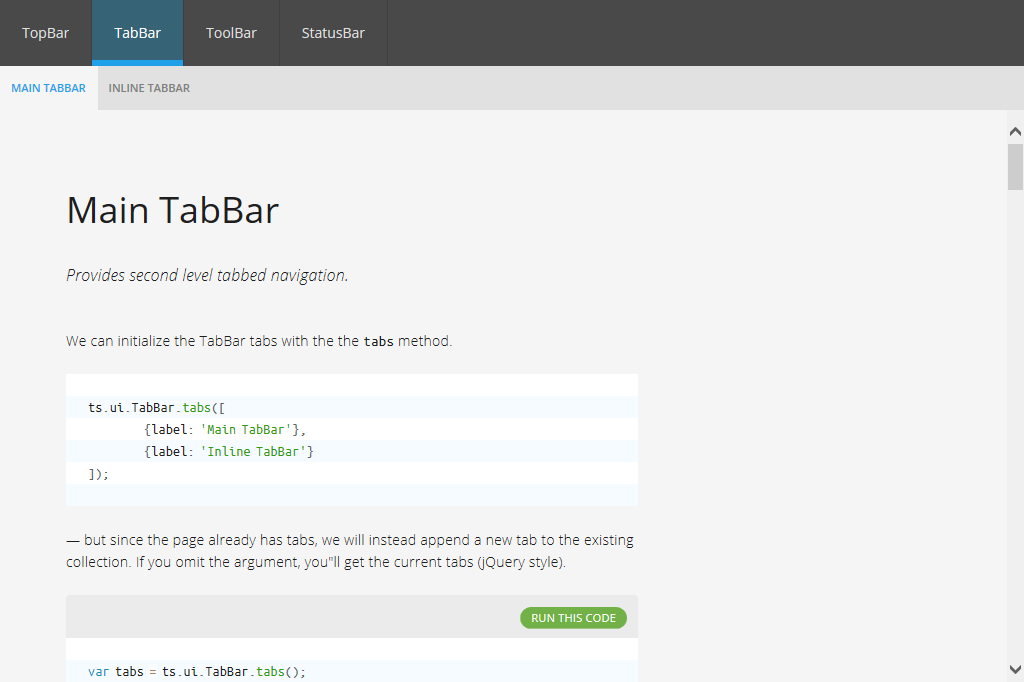 TopBar TabBar ToolBar StatusBar
MAIN TABBAR INLINE TABBAR
Main TabBar
Provides second level tabbed navigation.
We can initialize the TabBar tabs with the the tabs method.
ts.ui.TabBar.tabs([
{label: 'Main TabBar'},
{label: 'Inline TabBar'}
]);
— but since the page already has tabs, we will instead append a new tab to the existing
collection. If you omit the argument, you"ll get the current tabs (jQuery style).
RUN THIS CODE
var tabs = ts.ui.TabBar.tabs();